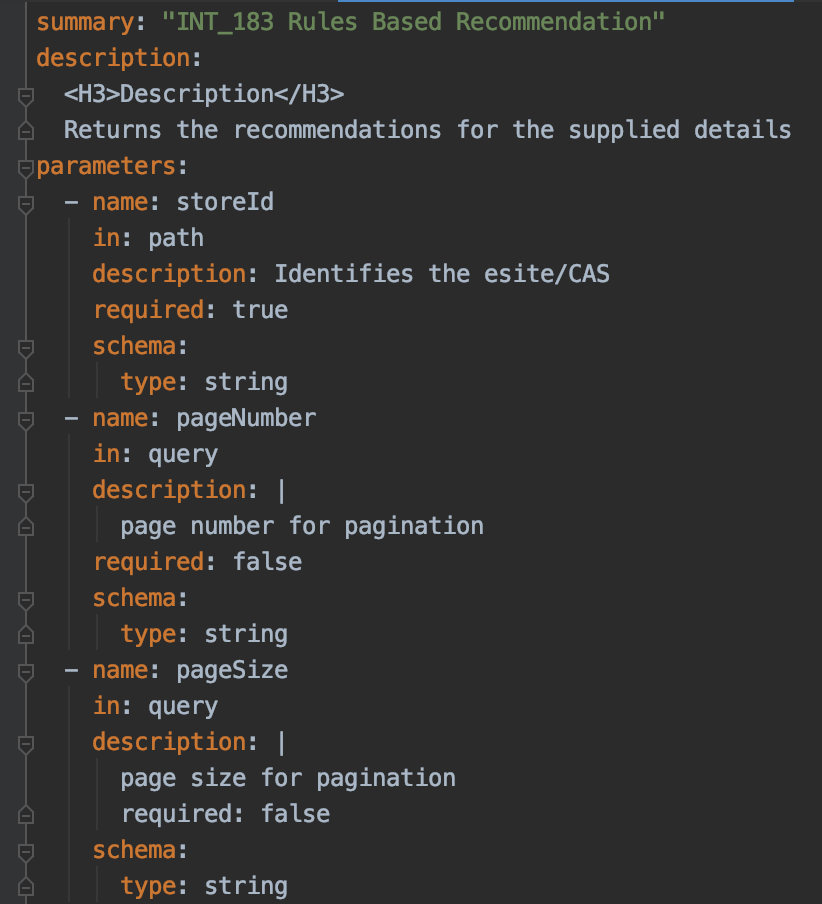 summary: "INT_183 Rules Based Recommendation"
description:
  <H3>Description</H3>
  Returns the recommendations for the supplied details
parameters:
  - name: storeId
    in: path
    description: Identifies the esite/CAS
    required: true
    schema:
      type: string
  - name: pageNumber
    in: query
    description: |
      page number for pagination
    required: false
    schema:
      type: string
  - name: pageSize
    in: query
    description: |
      page size for pagination
      required: false
    schema:
      type: string